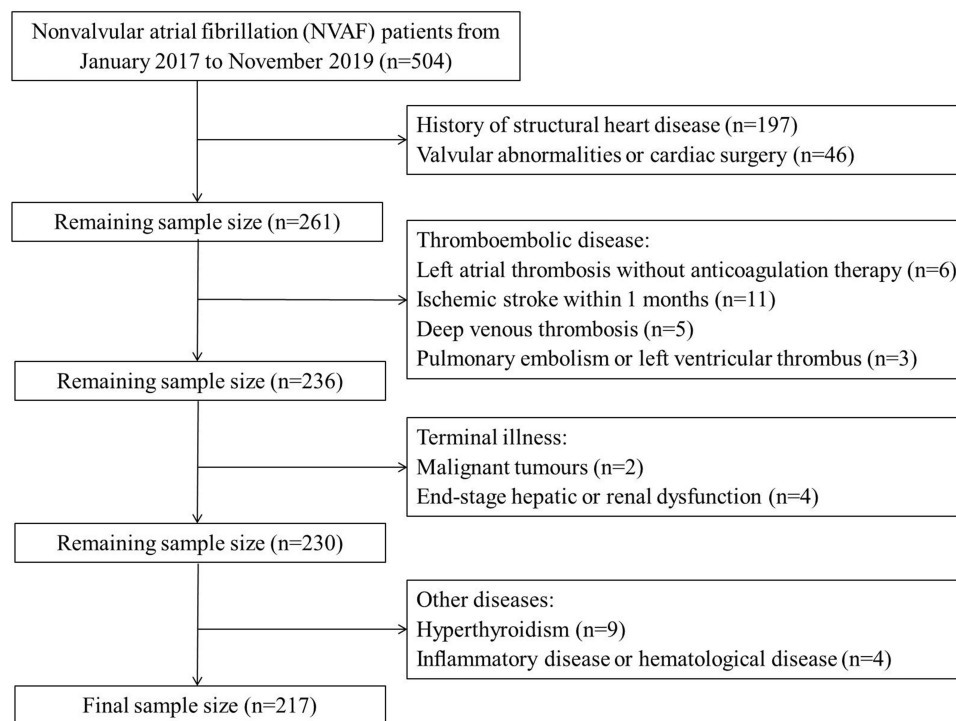 Nonvalvular atrial fibrillation (NVAF) patients from
January 2017 to November 2019 (n=504)
History of structural heart disease (n=197)
Valvular abnormalities or cardiac surgery (n=46)
Remaining sample size (n=261)
Thromboembolic disease:
Left atrial thrombosis without anticoagulation therapy (n=6)
Ischemic stroke within 1 months (n=11)
Deep venous thrombosis (n=5)
Pulmonary embolism or left ventricular thrombus (n=3)
Remaining sample size (n=236)
Terminal illness:
Malignant tumours (n=2)
End-stage hepatic or renal dysfunction (n=4)
Remaining sample size (n=230)
Other diseases:
Hyperthyroidism (n=9)
Inflammatory disease or hematological disease (n=4)
Final sample size (n=217)